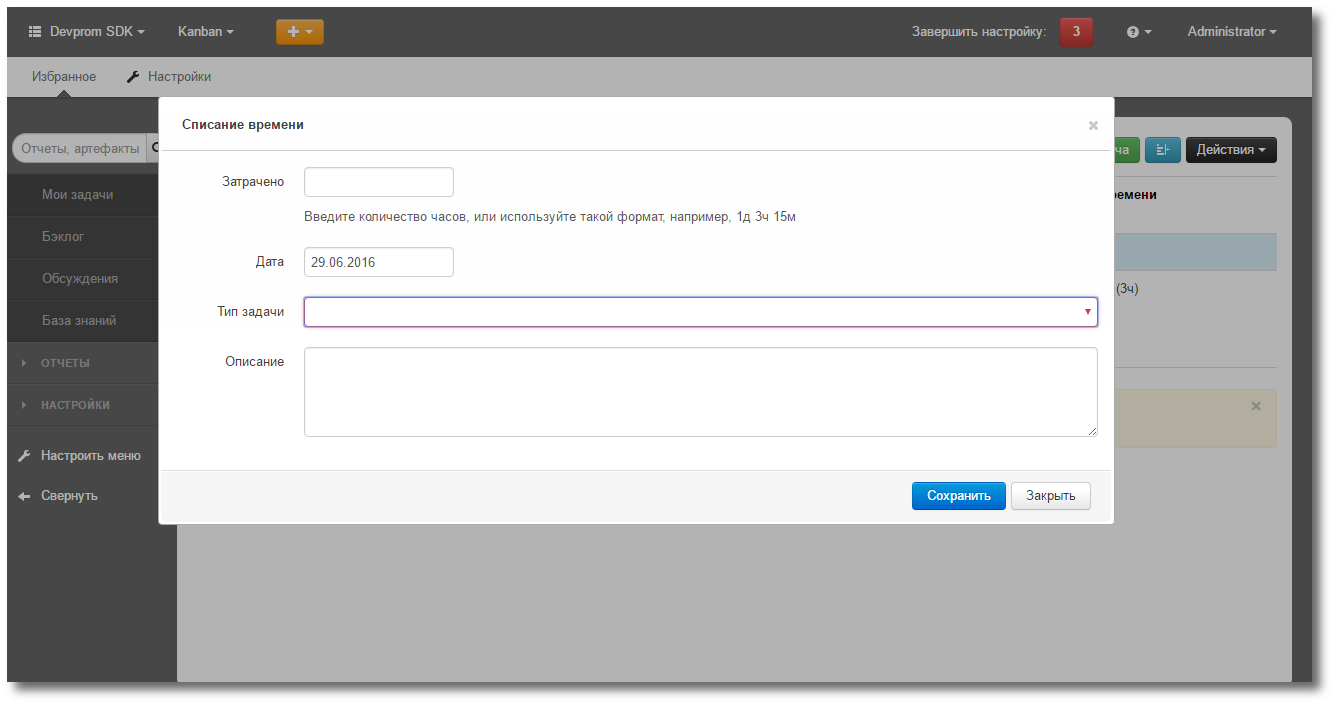 Devprom SDK Kanban Завершить настройку: 3 Administrator
Избранное Настройки
Списание времени
Отчеты, артефакты
Действия
Мои задачи
Бэклог
Обсуждения
База знаний
ОТЧЕТЫ
НАСТРОЙКИ
Настроить меню
Свернуть
Затрачено
Введите количество часов, или используйте такой формат, например, 1д 3ч 15м
Дата 29.06.2016
Тип задачи
(3ч)
Описание
Сохранить Закрыть